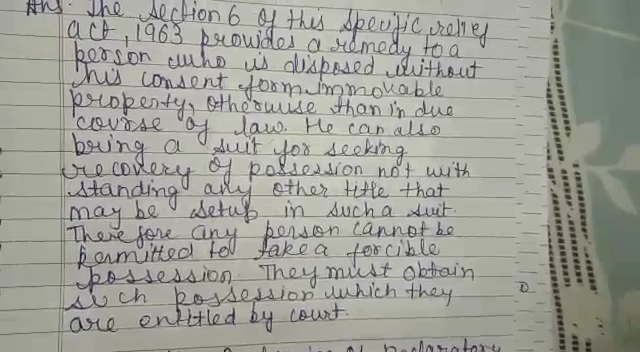 Ans. The section 6 of this specific relief
act, 1963 provides a remedy to a
person who is disposed without
his consent form immovable
property, otherwise than in due
course of law. He can also
bring a suit for seeking
recovery of possession not with
standing any other title that
may be setup in such a suit.
There fore any person cannot be
permitted to take a forcible
possession. They must obtain
such possession which they
are entitled by court.
Declaratory